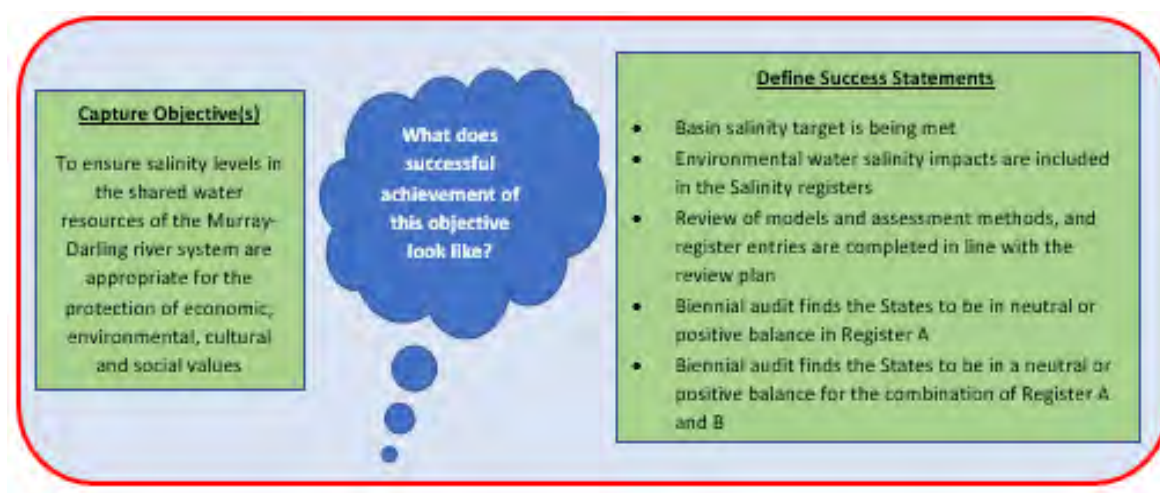 Capture Objective(s)
To ensure salinity levels in
the shared water
resources of the Murray-
Darling river system are
appropriate for the
protection of economic,
environmental, cultural
and social values
What does
successful
achievement of
this objective
look like?
Define Success Statements
• Basin salinity target is being met
• Environmental water salinity impacts are included
in the Salinity registers
• Review of models and assessment methods, and
register entries are completed in line with the
review plan
• Biennial audit finds the States to be in neutral or
positive balance in Register A
• Biennial audit finds the States to be in a neutral or
positive balance for the combination of Register A
and B